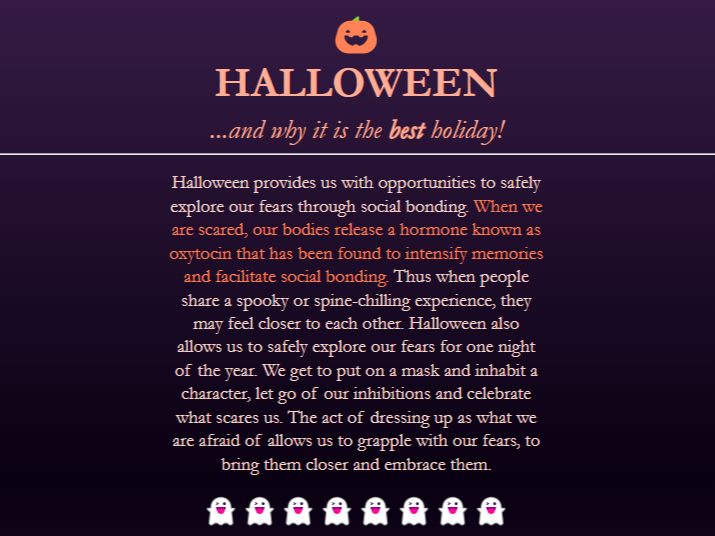 HALLOWEEN
...and why it is the best holiday!
Halloween provides us with opportunities to safely
explore our fears through social bonding. When we
are scared, our bodies release a hormone known as
oxytocin that has been found to intensify memories
and facilitate social bonding. Thus when people
share a spooky or spine-chilling experience, they
may feel closer to each other. Halloween also
allows us to safely explore our fears for one night
of the year. We get to put on a mask and inhabit a
character, let go of our inhibitions and celebrate
what scares us. The act of dressing up as what we
are afraid of allows us to grapple with our fears, to
bring them closer and embrace them.